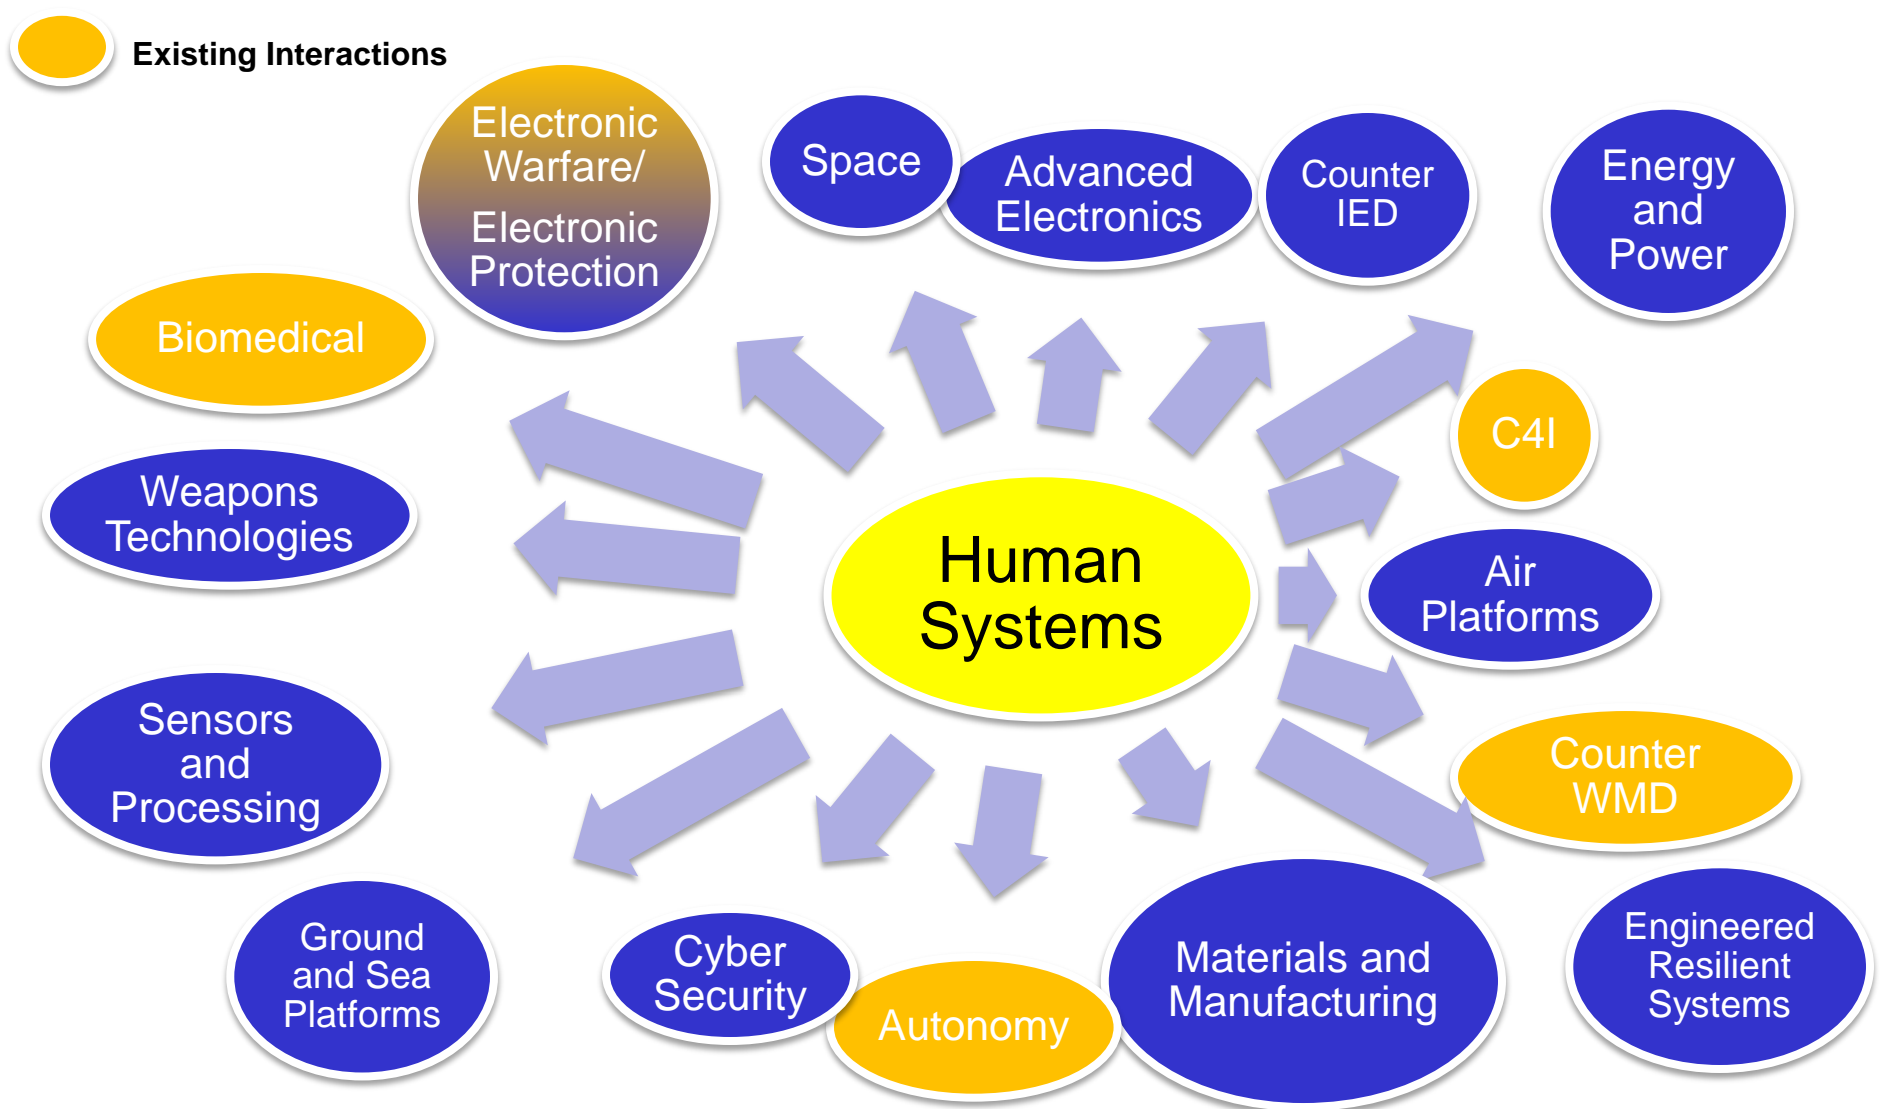 Existing Interactions
Electronic
Warfare/
Electronic
Protection
Space
Advanced
Electronics
Counter
IED
Energy
and
Power
Biomedical
C4I
Weapons
Technologies
Human
Systems
Air
Platforms
Sensors
and
Processing
Counter
WMD
Ground
and Sea
Platforms
Cyber
Security
Autonomy
Materials and
Manufacturing
Engineered
Resilient
Systems